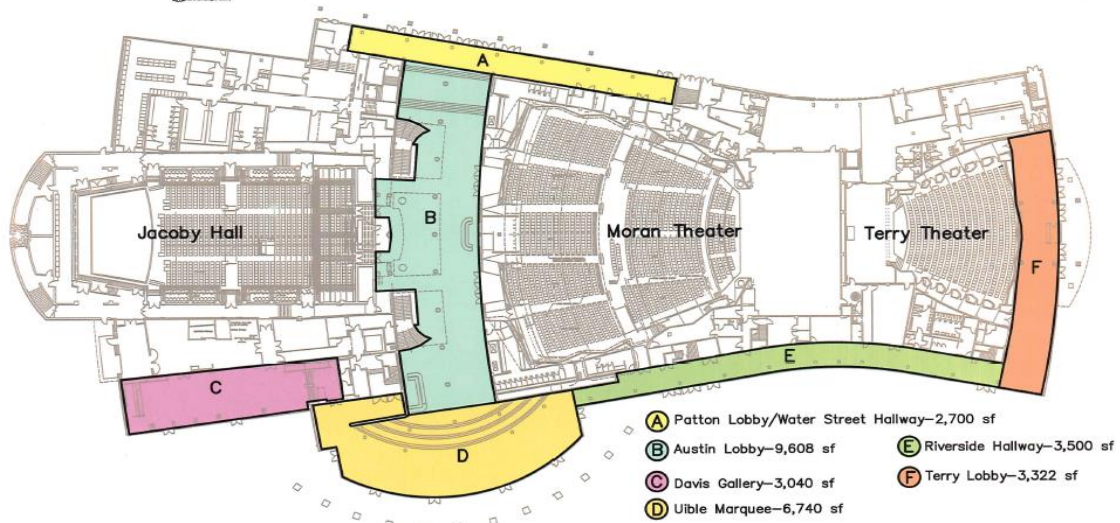 A
B
Jacoby Hall
Moran Theater
Terry Theater
F
E
C
D
A Patton Lobby/Water Street Hallway—2,700 sf
B Austin Lobby—9,608 sf
C Davis Gallery—3,040 sf
D Uible Marquee—6,740 sf
E Riverside Hallway—3,500 sf
F Terry Lobby—3,322 sf